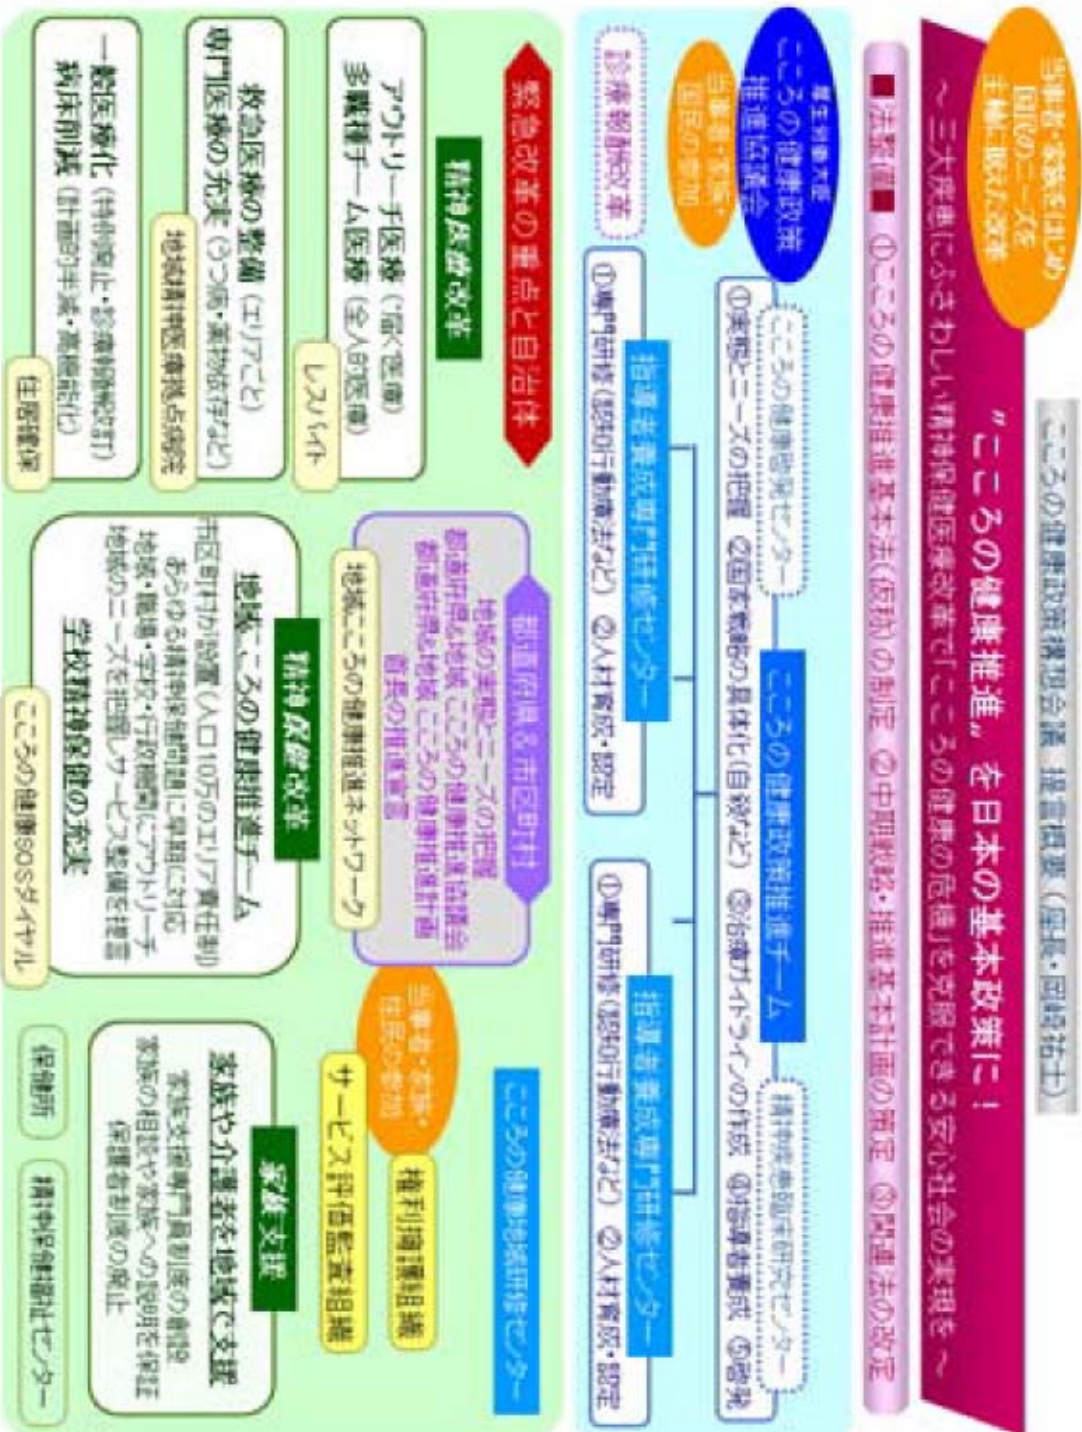 こころの健康政策構想会議 提言概要（座長・岡崎祐士）
当事者・家族をはじめ
国民のニーズを
主軸に据えた改革
"こころの健康推進„ を日本の基本政策に！
～三大疾患にふさわしい精神保健医療改革で「こころの健康の危機」を克服できる安心社会の実現を～
■法整備■ ①こころの健康推進基本法（仮称）の制定 ②中期戦略・推進基本計画の策定 ③関連法の改定
厚生労働大臣
こころの健康政策
推進協議会
当事者・家族・
国民の参加
診療報酬改革
こころの健康啓発センター
こころの健康政策推進チーム
精神疾患臨床研究センター
①実態とニーズの把握 ②国家戦略の具体化（自殺など） ③治療ガイドラインの作成 ④指導者養成 ⑤啓発
指導者養成専門研修センター
①専門研修（認知行動療法など） ②人材育成・認定
指導者養成専門研修センター
①専門研修（認知行動療法など） ②人材育成・認定
緊急改革の重点と自治体
精神医療改革
アウトリーチ医療（届く医療）
多職種チーム医療（全人的医療）
レスパイト
救急医療の整備（エリアごと）
専門医療の充実（うつ病・薬物依存など）
地域精神医療拠点病院
一般医療化（特例廃止・診療報酬改訂）
病床削減（計画的半減・高機能化）
住居確保
都道府県＆市区町村
地域の実態とニーズの把握
都道府県と地域 こころの健康推進協議会
都道府県と地域 こころの健康推進計画
首長の推進宣言
地域こころの健康推進ネットワーク
精神保健改革
地域こころの健康推進チーム
市区町村が設置（人口10万のエリア責任制）
あらゆる精神保健問題に早期に対応
地域・職場・学校・行政機関にアウトリーチ
地域のニーズを把握しサービス整備を提言
学校精神保健の充実
こころの健康SOSダイヤル
こころの健康地域研修センター
当事者・家族・
住民の参加
権利擁護組織
サービス評価監査組織
家族支援
家族や介護者を地域で支援
家族支援専門員制度の創設
家族の相談や家族への説明を保証
保護者制度の廃止
保健所
精神保健福祉センター